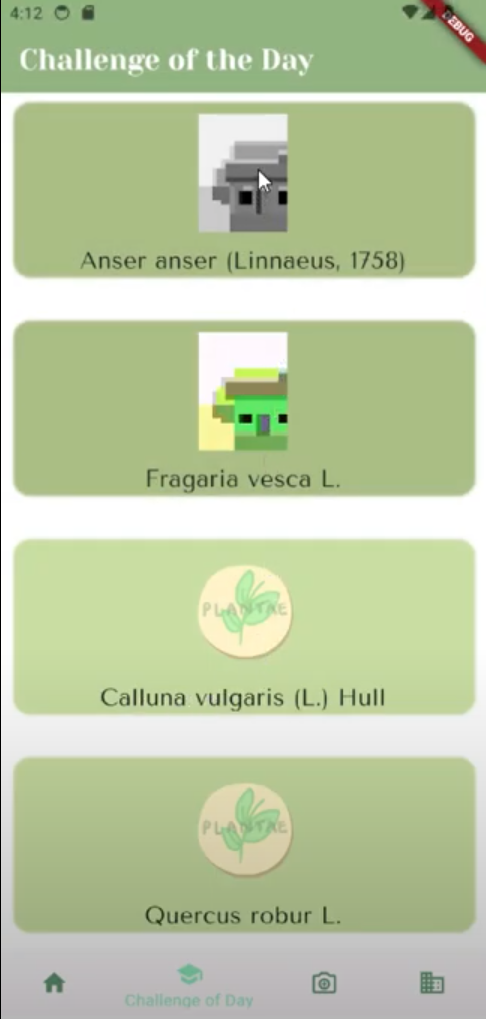 4:12
DEBUG
Challenge of the Day
Anser anser (Linnaeus, 1758)
Fragaria vesca L.
PLANTAE
Calluna vulgaris (L.) Hull
PLANTAE
Quercus robur L.
Challenge of Day